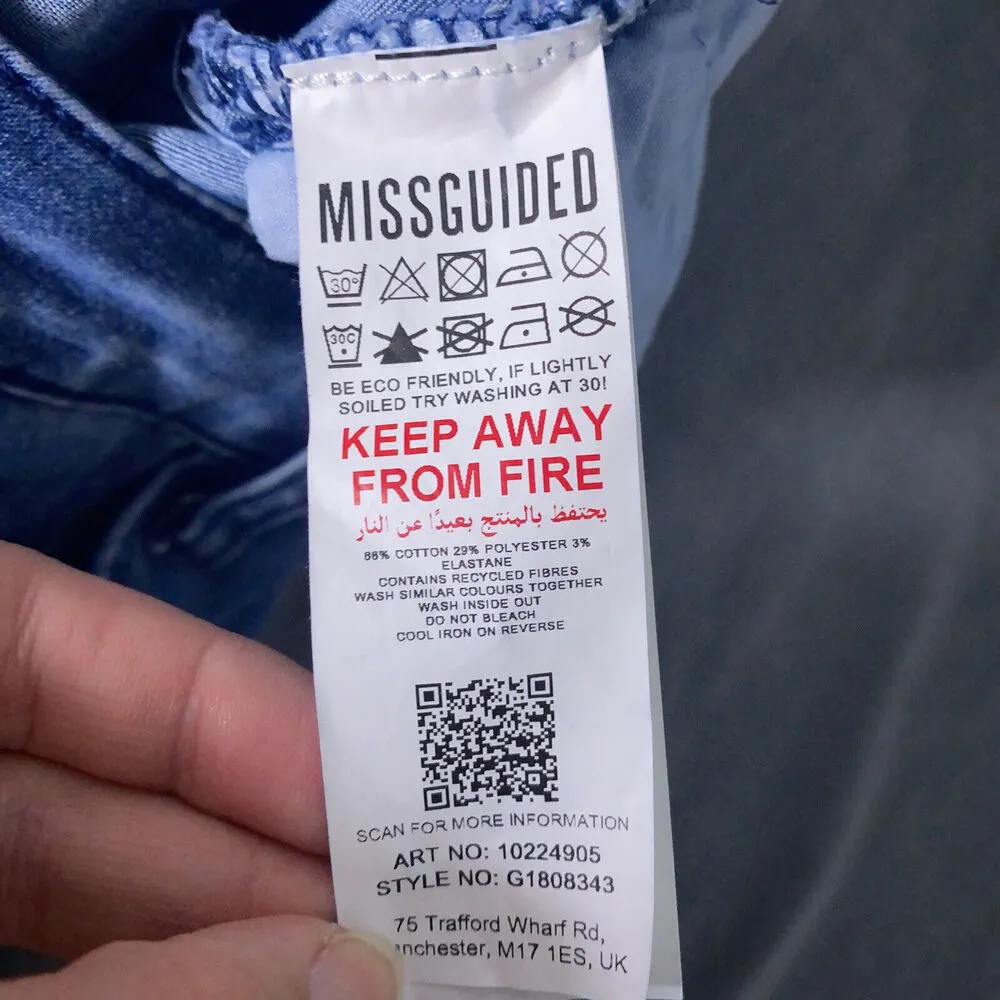 MISSGUIDED
30°
30C
BE ECO FRIENDLY, IF LIGHTLY
SOILED TRY WASHING AT 30!
KEEP AWAY
FROM FIRE
يحتفظ بالمنتج بعيدًا عن النار
68% COTTON 29% POLYESTER 3%
ELASTANE
CONTAINS RECYCLED FIBRES
WASH SIMILAR COLOURS TOGETHER
WASH INSIDE OUT
DO NOT BLEACH
COOL IRON ON REVERSE
SCAN FOR MORE INFORMATION
ART NO: 10224905
STYLE NO: G1808343
75 Trafford Wharf Rd,
nchester, M17 1ES, UK